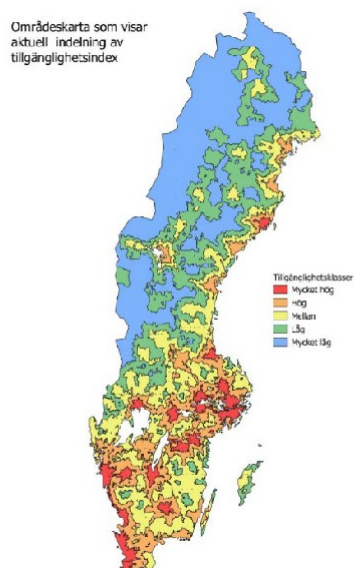 Områdeskarta som visar
aktuell indelning av
tillgänglighetsindex
Tillgänglighetsklasser
Mycket hög
Hög
Mellan
Låg
Mycket låg